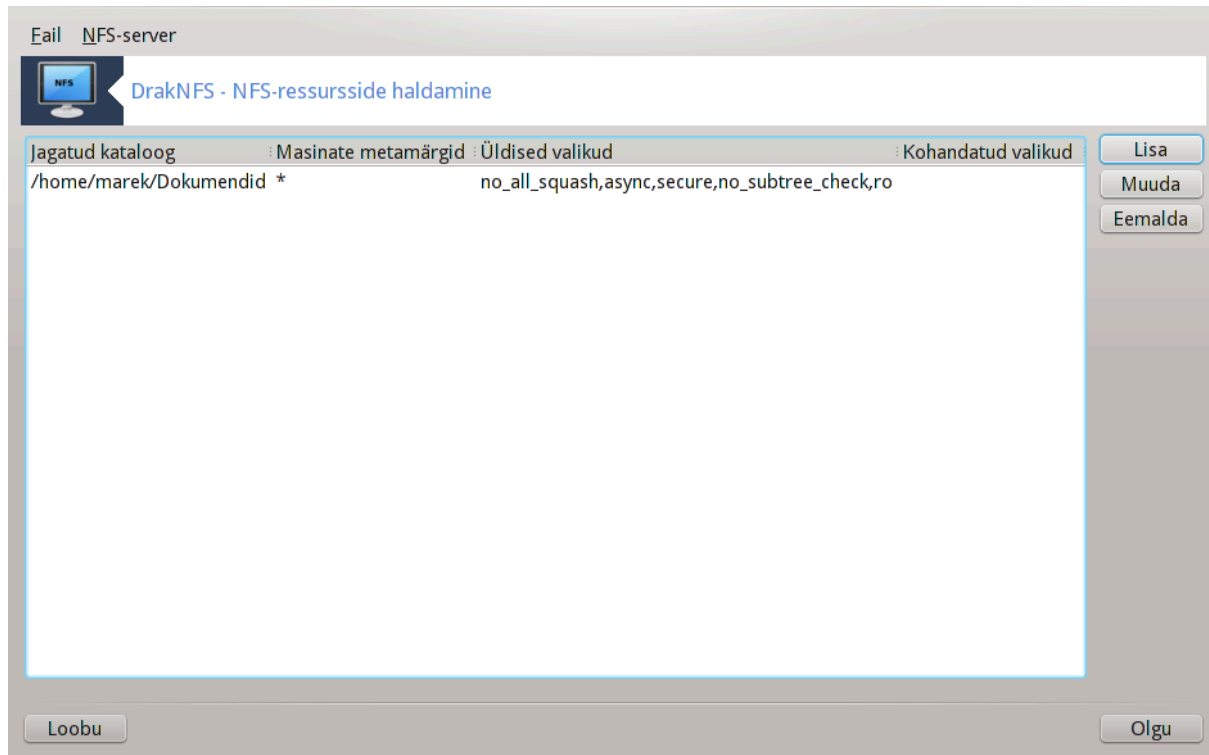 Fail NFS-server
NFS
DrakNFS - NFS-ressursside haldamine
Jagatud kataloog Masinate metamärgid Üldised valikud Kohandatud valikud
/home/marek/Dokumendid * no_all_squash,async,secure,no_subtree_check,ro
Lisa
Muuda
Eemalda
Loobu Olgu